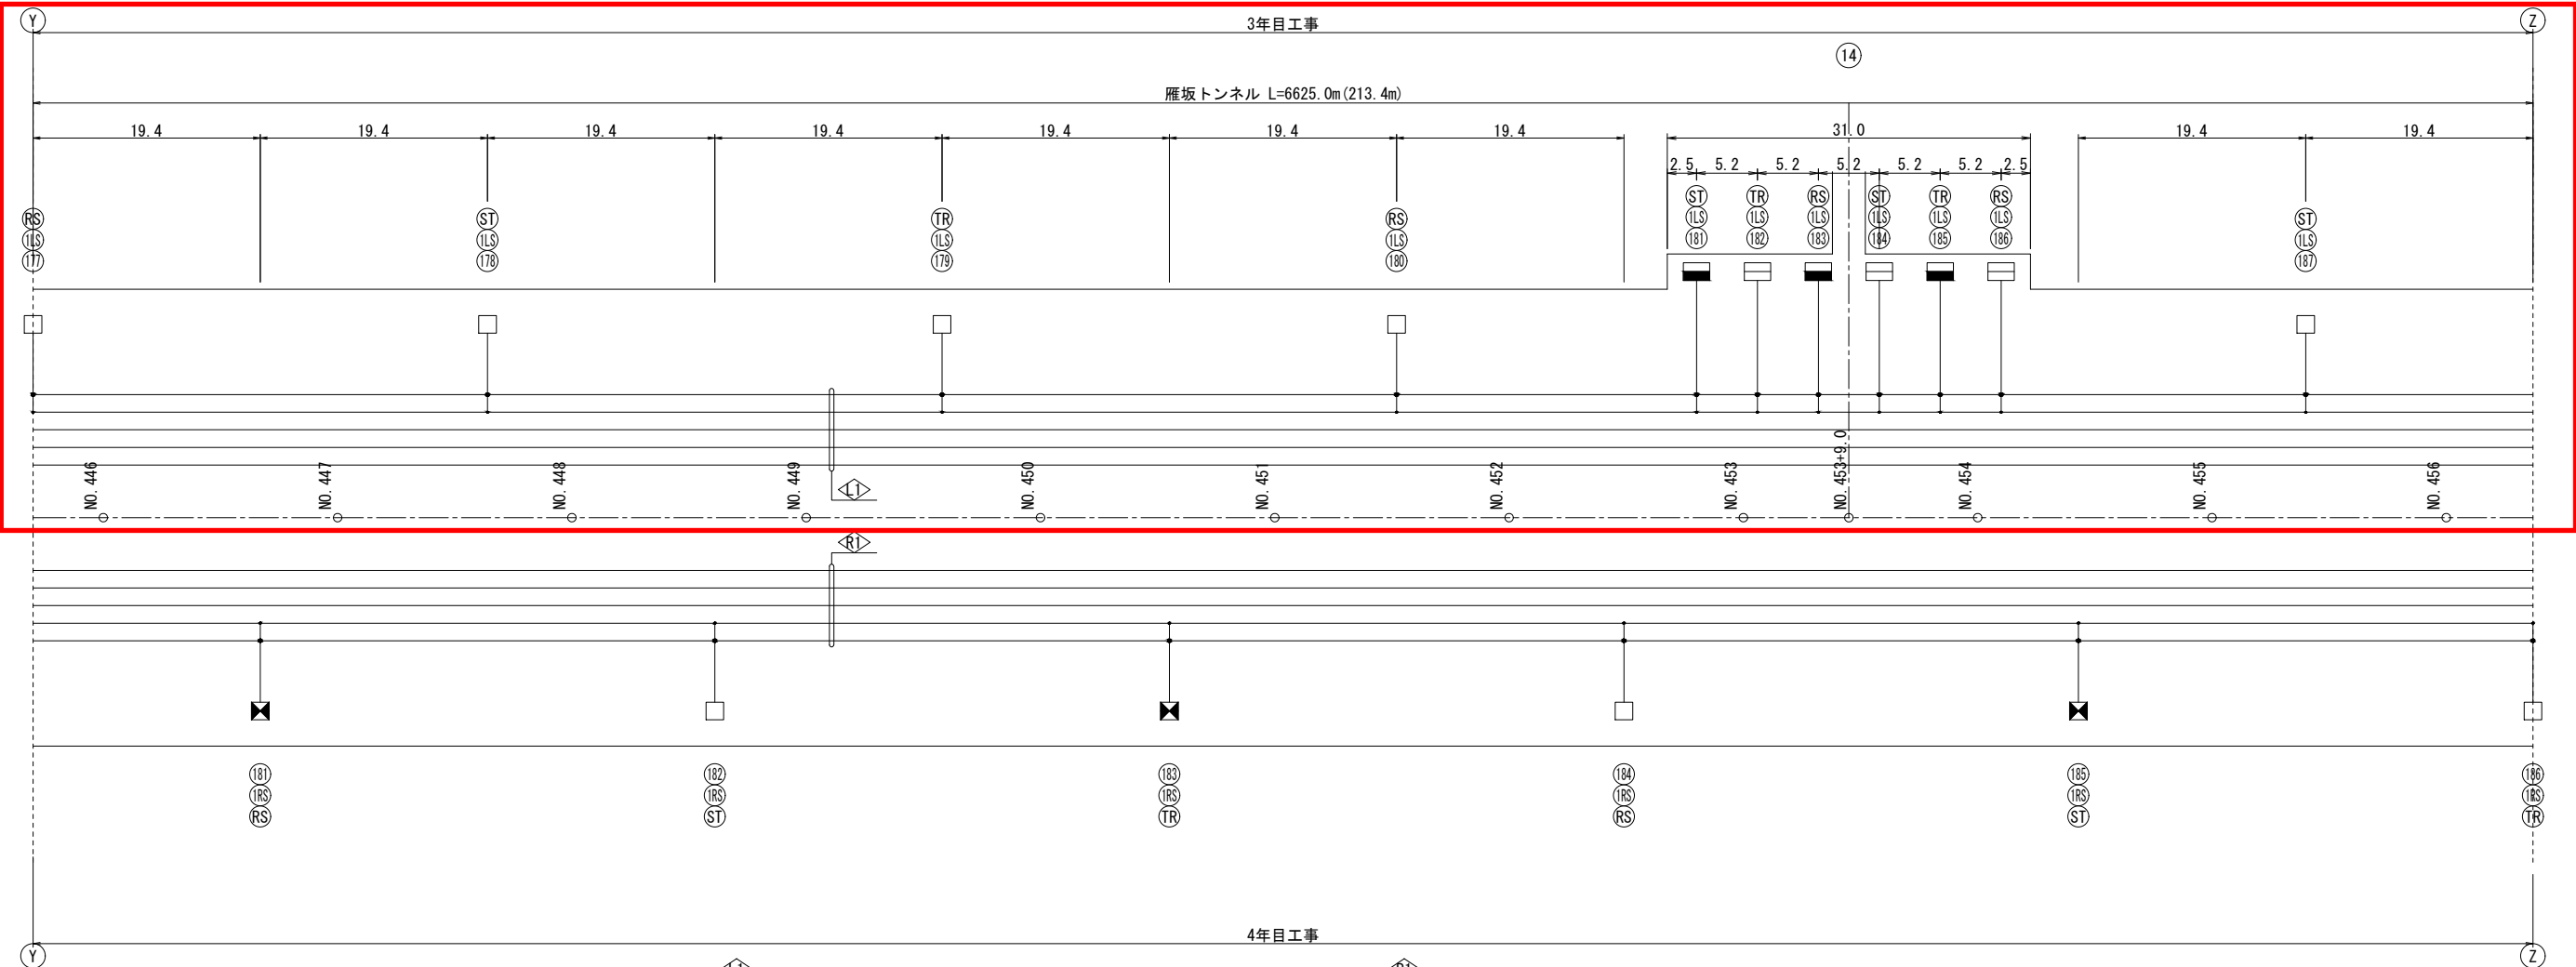 Y 3年目工事 Z
14
雁坂トンネル L=6625.0m(213.4m)
19.4 19.4 19.4 19.4 19.4 19.4 19.4 31.0 19.4 19.4
2.5 5.2 5.2 5.2 5.2 5.2 2.5
ST TR RS ST TR RS
1LS 1LS 1LS 1LS 1LS 1LS
181 182 183 184 185 186
RS ST TR RS ST
1LS 1LS 1LS 1LS 1LS
177 178 179 180 187
NO.446 NO.447 NO.448 NO.449 NO.450 NO.451 NO.452 NO.453 NO.453+9.0 NO.454 NO.455 NO.456
L1
R1
181 182 183 184 185 186
1RS 1RS 1RS 1RS 1RS 1RS
RS ST TR RS ST TR
4年目工事
Y Z
L1 R1